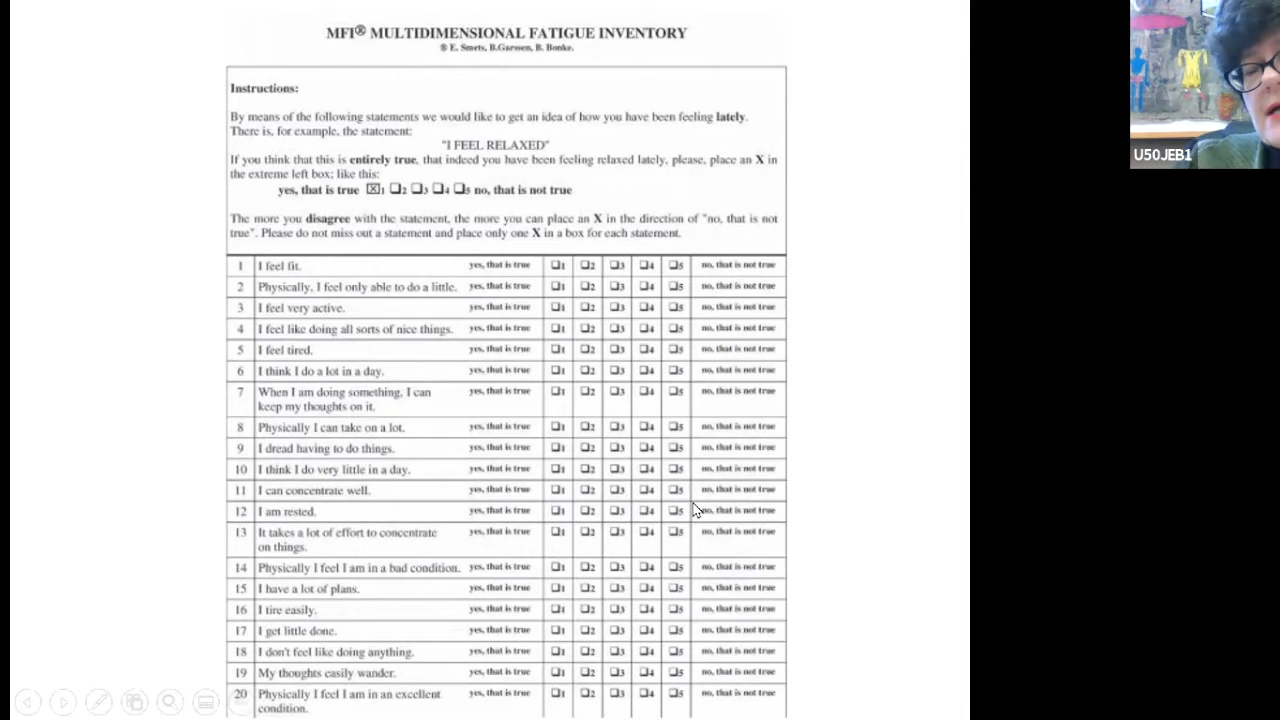 MFI® MULTIDIMENSIONAL FATIGUE INVENTORY
® E. Smets, B.Garssen, B. Bonke.
Instructions:
By means of the following statements we would like to get an idea of how you have been feeling lately.
There is, for example, the statement:
"I FEEL RELAXED"
If you think that this is entirely true, that indeed you have been feeling relaxed lately, please, place an X in
the extreme left box; like this:
yes, that is true ☒1 ❏2 ❏3 ❏4 ❏5 no, that is not true
The more you disagree with the statement, the more you can place an X in the direction of "no, that is not
true". Please do not miss out a statement and place only one X in a box for each statement.
1 I feel fit. yes, that is true ❏1 ❏2 ❏3 ❏4 ❏5 no, that is not true
2 Physically, I feel only able to do a little. yes, that is true ❏1 ❏2 ❏3 ❏4 ❏5 no, that is not true
3 I feel very active. yes, that is true ❏1 ❏2 ❏3 ❏4 ❏5 no, that is not true
4 I feel like doing all sorts of nice things. yes, that is true ❏1 ❏2 ❏3 ❏4 ❏5 no, that is not true
5 I feel tired. yes, that is true ❏1 ❏2 ❏3 ❏4 ❏5 no, that is not true
6 I think I do a lot in a day. yes, that is true ❏1 ❏2 ❏3 ❏4 ❏5 no, that is not true
7 When I am doing something, I can yes, that is true ❏1 ❏2 ❏3 ❏4 ❏5 no, that is not true
keep my thoughts on it.
8 Physically I can take on a lot. yes, that is true ❏1 ❏2 ❏3 ❏4 ❏5 no, that is not true
9 I dread having to do things. yes, that is true ❏1 ❏2 ❏3 ❏4 ❏5 no, that is not true
10 I think I do very little in a day. yes, that is true ❏1 ❏2 ❏3 ❏4 ❏5 no, that is not true
11 I can concentrate well. yes, that is true ❏1 ❏2 ❏3 ❏4 ❏5 no, that is not true
12 I am rested. yes, that is true ❏1 ❏2 ❏3 ❏4 ❏5 no, that is not true
13 It takes a lot of effort to concentrate yes, that is true ❏1 ❏2 ❏3 ❏4 ❏5 no, that is not true
on things.
14 Physically I feel I am in a bad condition. yes, that is true ❏1 ❏2 ❏3 ❏4 ❏5 no, that is not true
15 I have a lot of plans. yes, that is true ❏1 ❏2 ❏3 ❏4 ❏5 no, that is not true
16 I tire easily. yes, that is true ❏1 ❏2 ❏3 ❏4 ❏5 no, that is not true
17 I get little done. yes, that is true ❏1 ❏2 ❏3 ❏4 ❏5 no, that is not true
18 I don't feel like doing anything. yes, that is true ❏1 ❏2 ❏3 ❏4 ❏5 no, that is not true
19 My thoughts easily wander. yes, that is true ❏1 ❏2 ❏3 ❏4 ❏5 no, that is not true
20 Physically I feel I am in an excellent yes, that is true ❏1 ❏2 ❏3 ❏4 ❏5 no, that is not true
condition.
U50JEB1